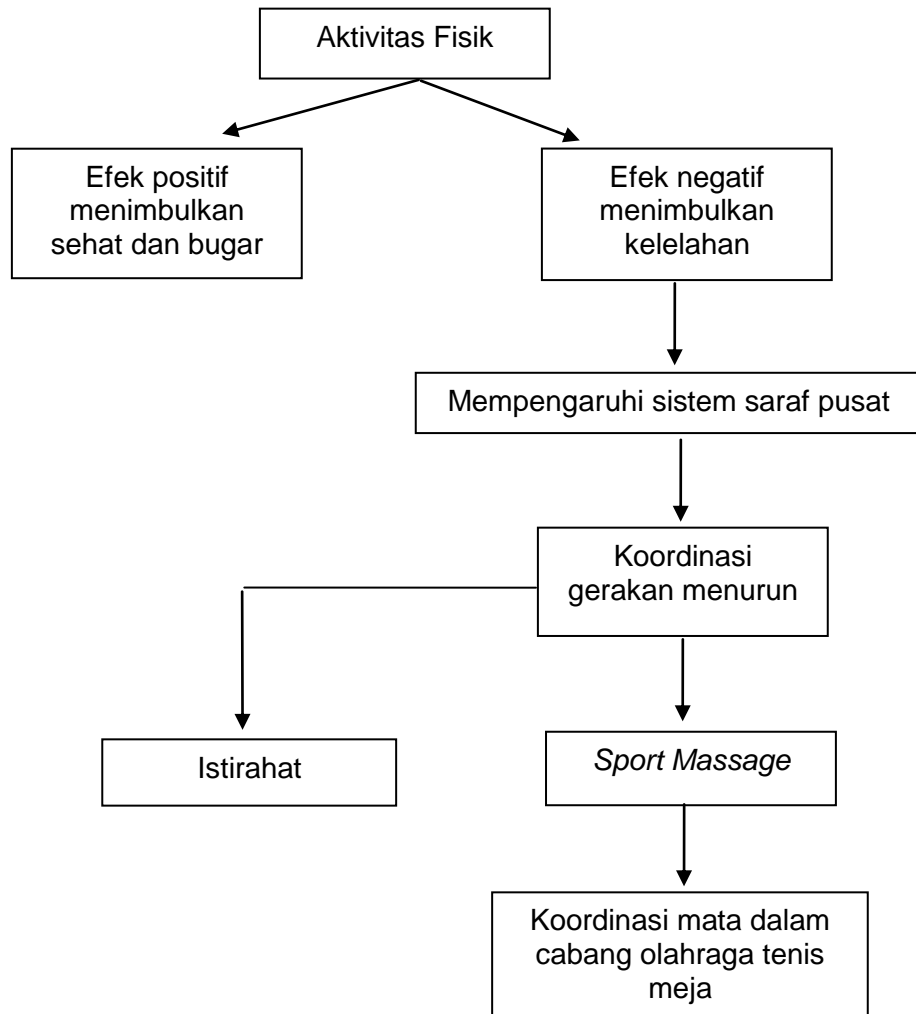 Aktivitas Fisik
Efek positif
menimbulkan
sehat dan bugar
Efek negatif
menimbulkan
kelelahan
Mempengaruhi sistem saraf pusat
Koordinasi
gerakan menurun
Istirahat
Sport Massage
Koordinasi mata dalam
cabang olahraga tenis
meja